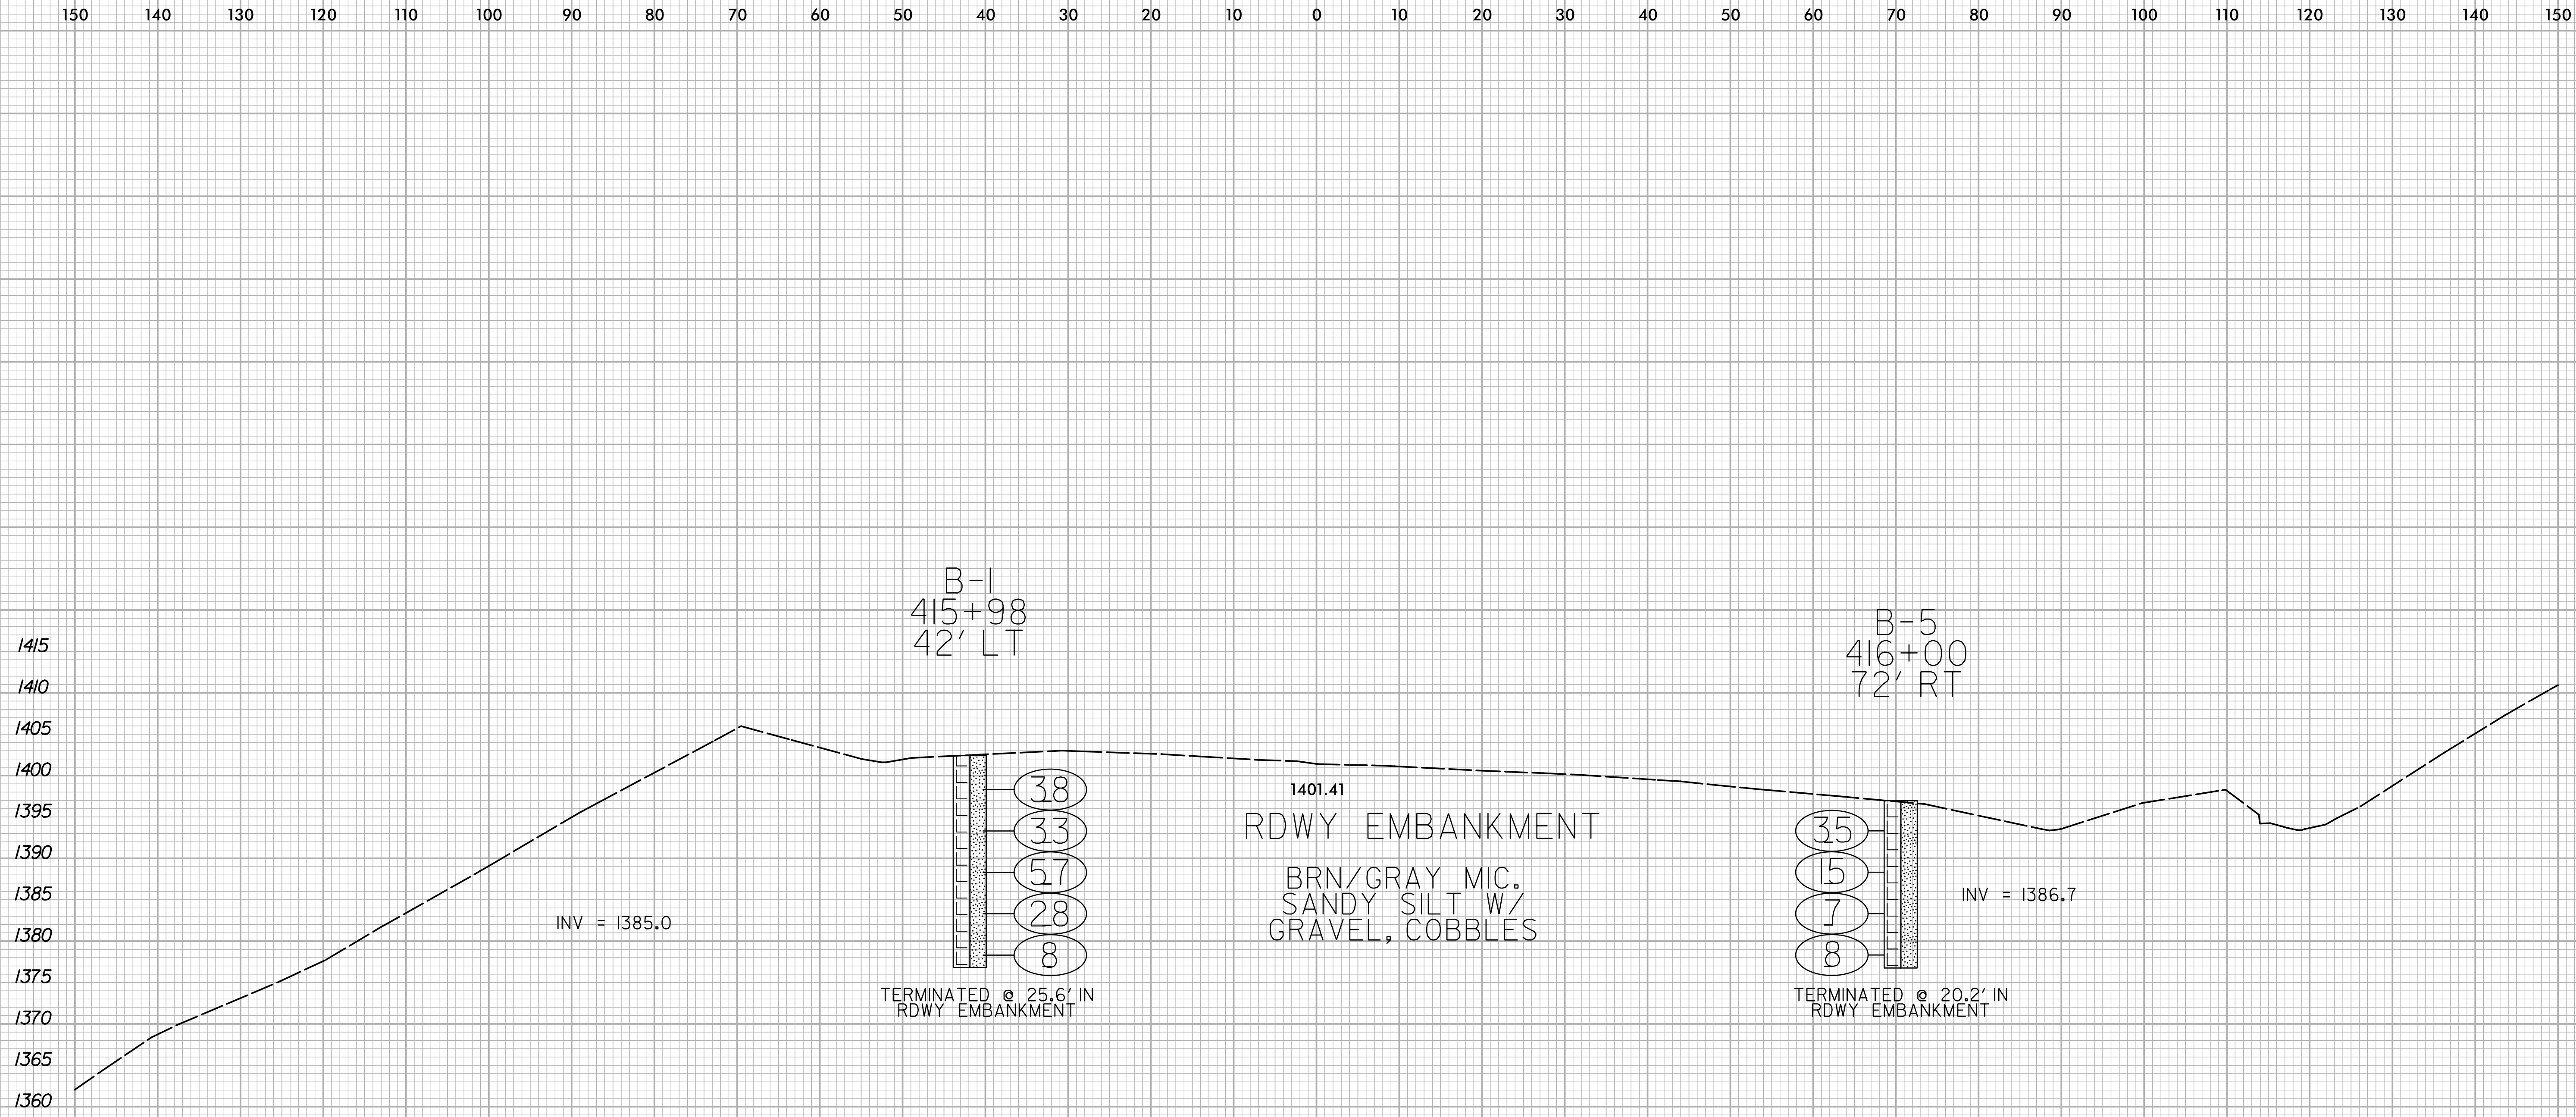 150 140 130 120 110 100 90 80 70 60 50 40 30 20 10 0 10 20 30 40 50 60 70 80 90 100 110 120 130 140 150
B-1
415+98
42' LT
B-5
416+00
72' RT
1415
1410
1405
1400
1395
1390
1385
1380
1375
1370
1365
1360
38
33
57
28
8
1401.41
RDWY EMBANKMENT
BRN/GRAY MIC.
SANDY SILT W/
GRAVEL, COBBLES
35
15
7
8
INV = 1385.0
INV = 1386.7
TERMINATED @ 25.6' IN
RDWY EMBANKMENT
TERMINATED @ 20.2' IN
RDWY EMBANKMENT